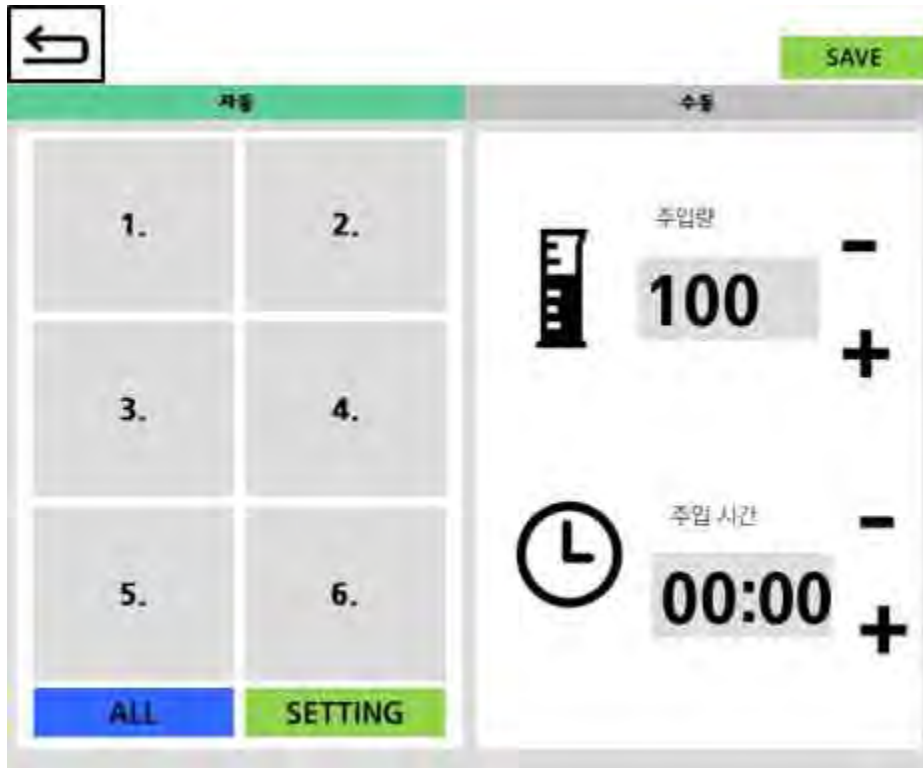 SAVE
자동
수동
1.
2.
3.
4.
5.
6.
ALL
SETTING
주입량
100
-
+
주입 시간
00:00
-
+